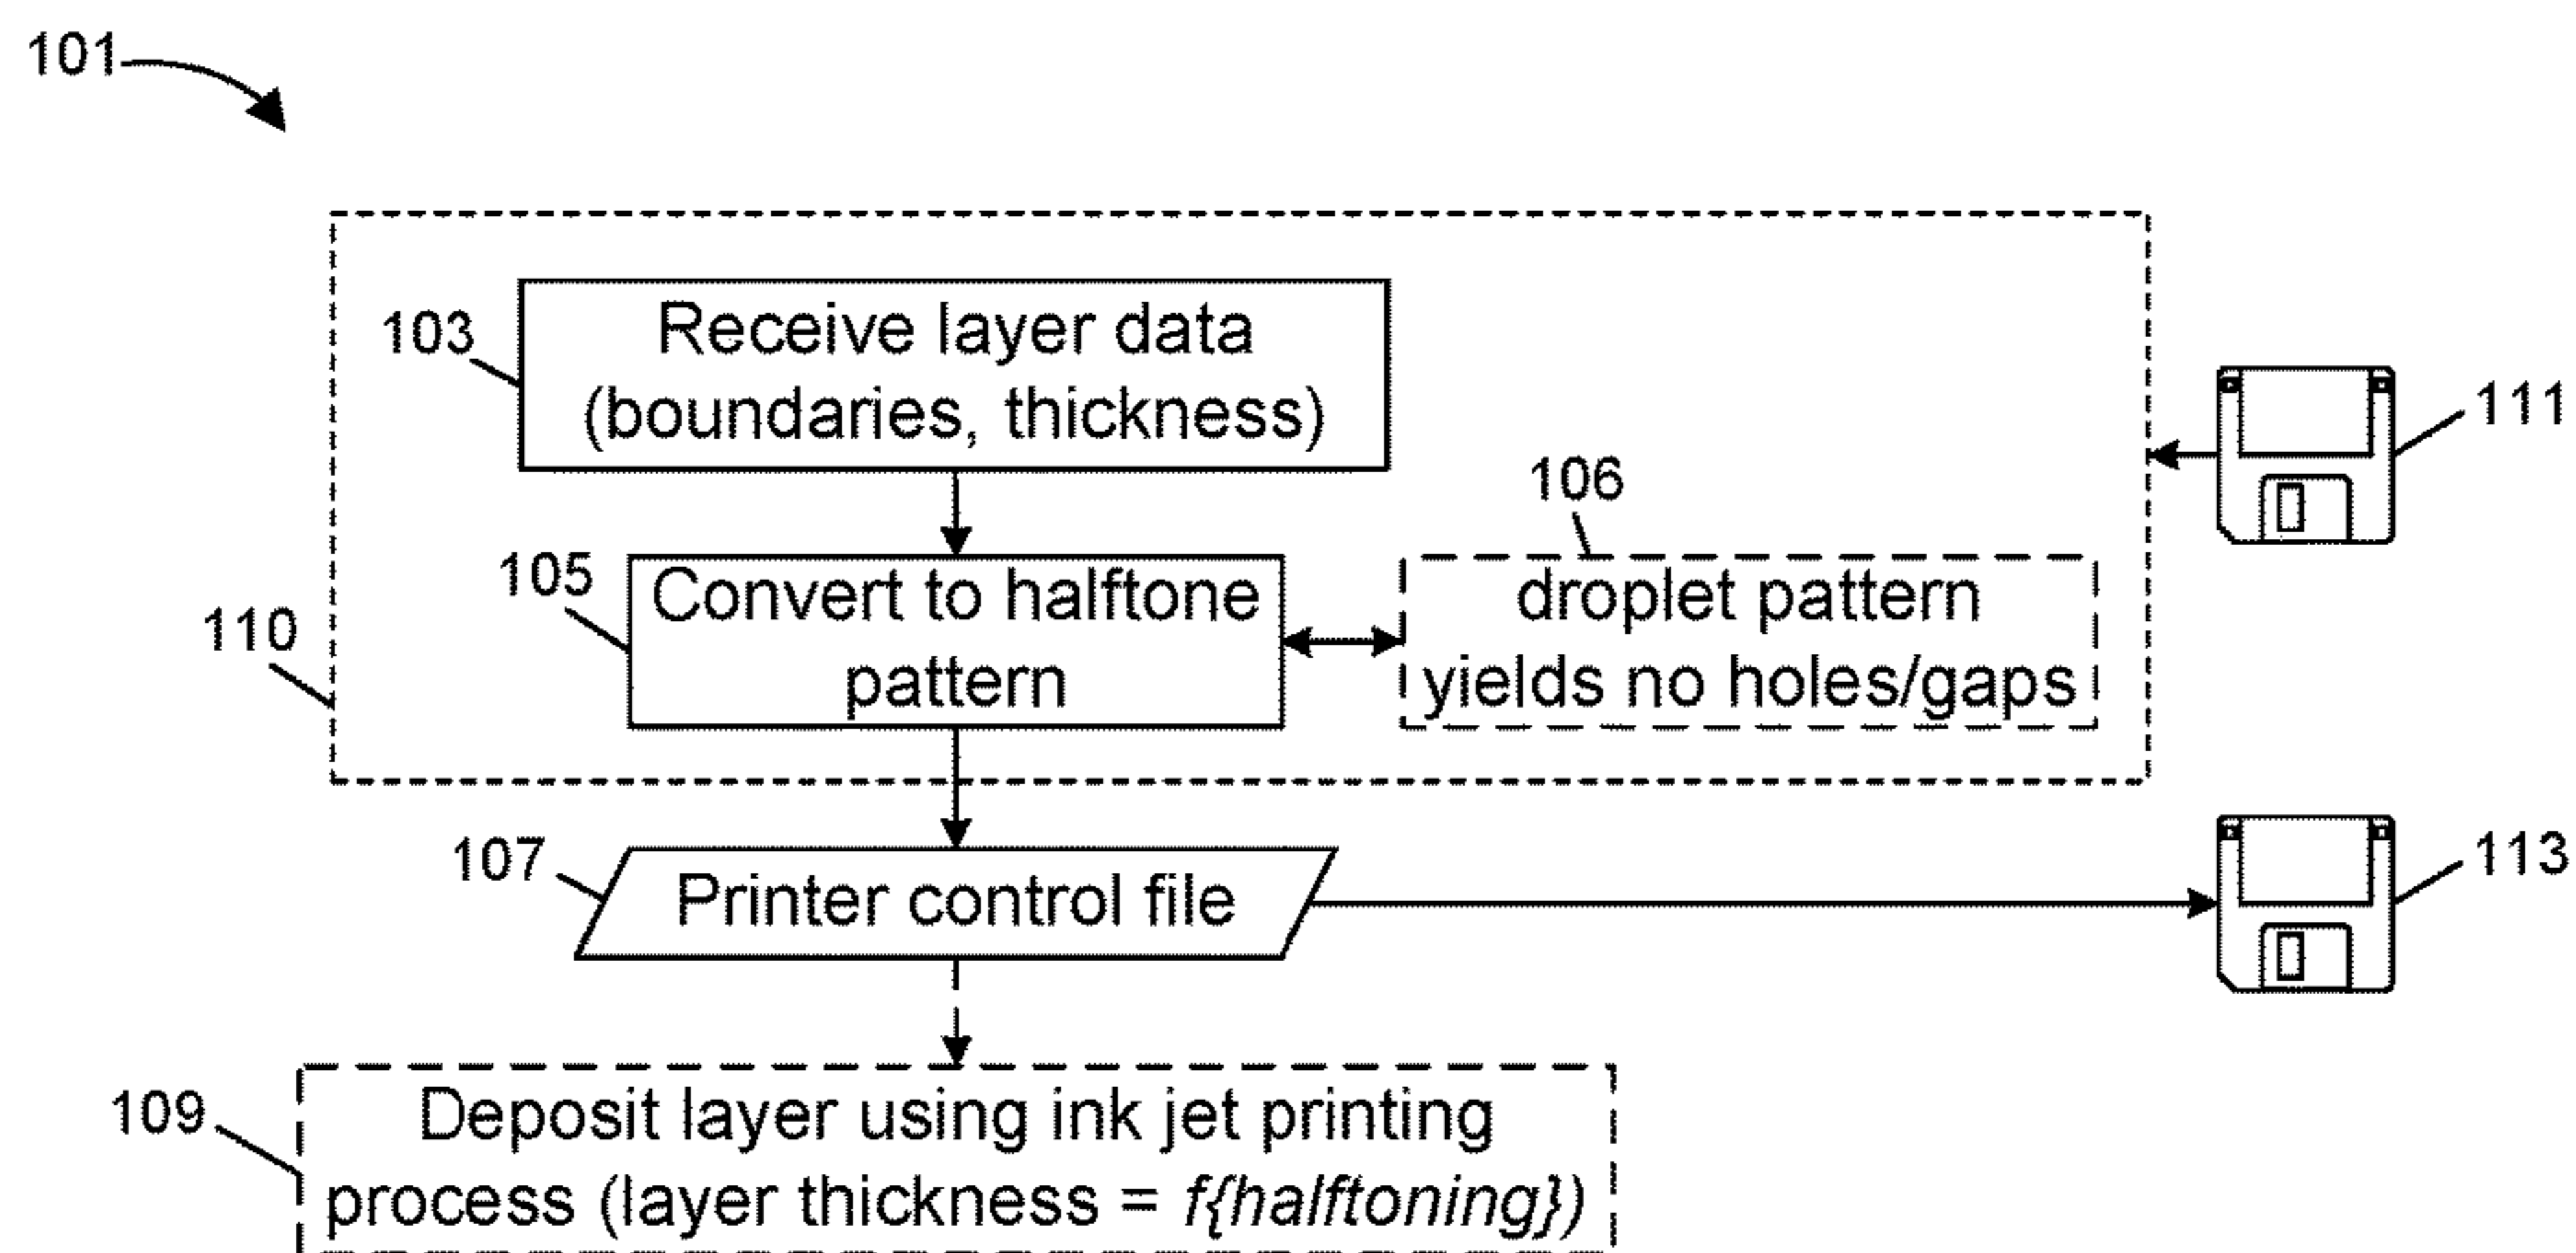 101
103
Receive layer data
(boundaries, thickness)
111
106
105
Convert to halftone
pattern
droplet pattern
yields no holes/gaps
110
107
Printer control file
113
109
Deposit layer using ink jet printing
process (layer thickness = f{halftoning})